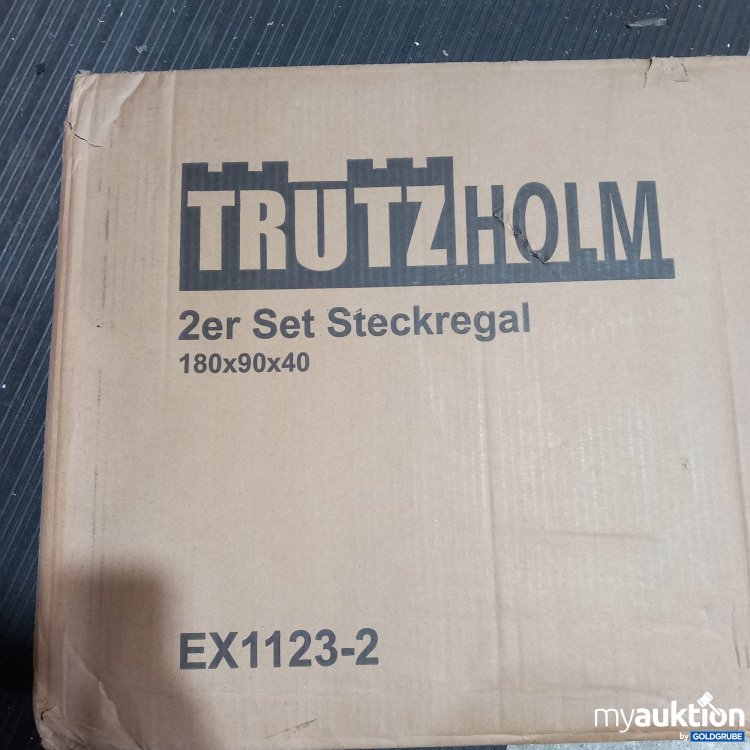 TRUTZHOLM
2er Set Steckregal
180x90x40
EX1123-2
myauktion
by GOLDGRUBE